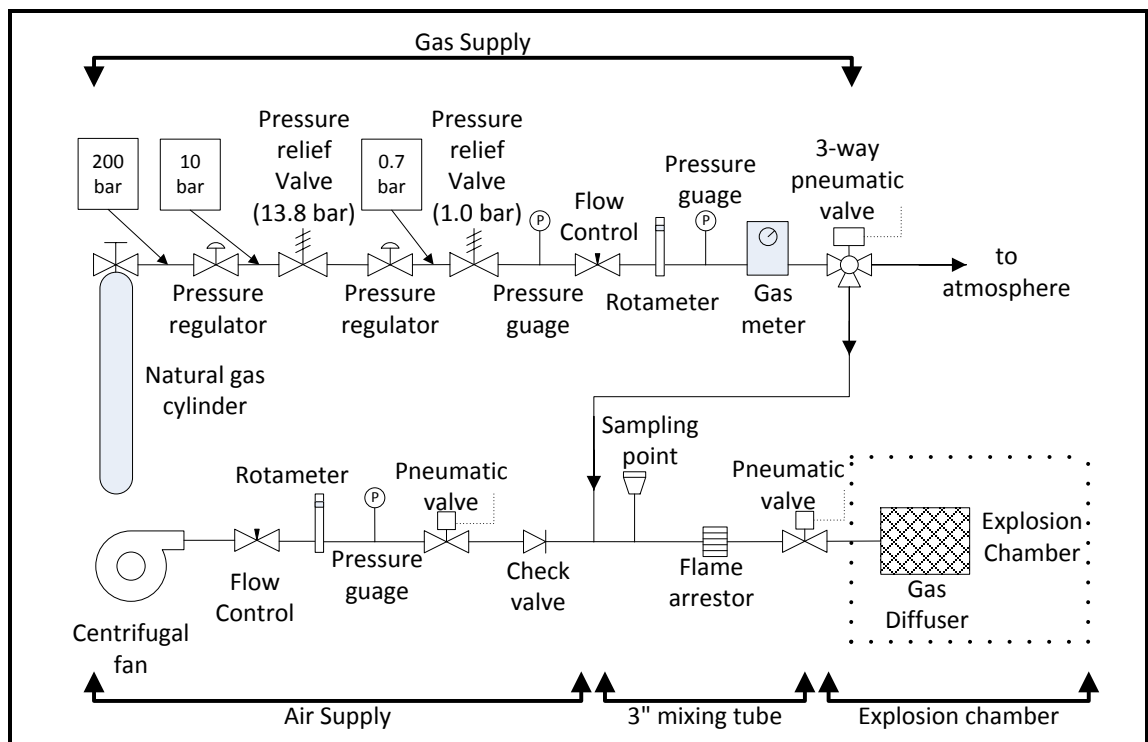 Gas Supply
200
bar
10
bar
Pressure
relief
Valve
(13.8 bar)
0.7
bar
Pressure
relief
Valve
(1.0 bar)
P
Flow
Control
Pressure
guage
P
3-way
pneumatic
valve
Pressure
regulator
Pressure
regulator
Pressure
guage
Rotameter
Gas
meter
to
atmosphere
Natural gas
cylinder
Sampling
point
Rotameter
P
Pneumatic
valve
Pneumatic
valve
Explosion
Chamber
Centrifugal
fan
Flow
Control
Pressure
guage
Check
valve
Flame
arrestor
Gas
Diffuser
Air Supply
3" mixing tube
Explosion chamber